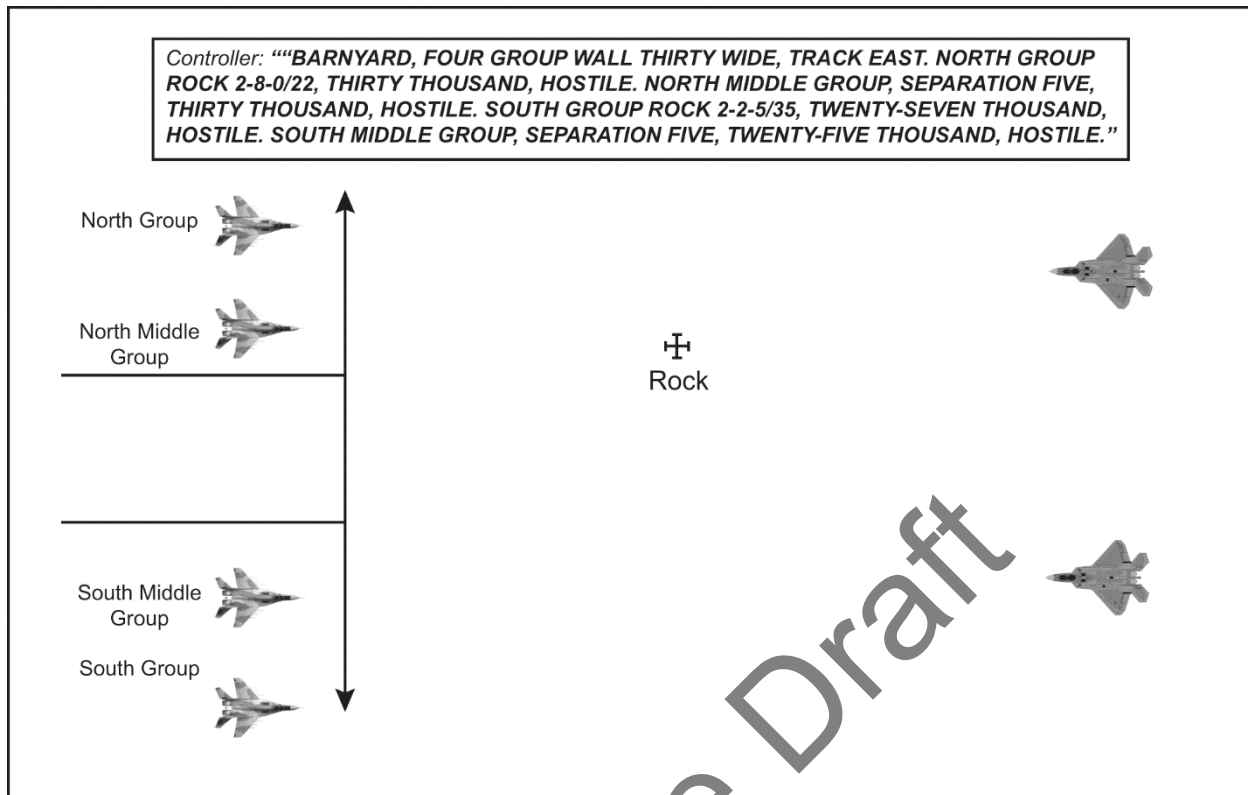 Controller: ““BARNYARD, FOUR GROUP WALL THIRTY WIDE, TRACK EAST. NORTH GROUP
ROCK 2-8-0/22, THIRTY THOUSAND, HOSTILE. NORTH MIDDLE GROUP, SEPARATION FIVE,
THIRTY THOUSAND, HOSTILE. SOUTH GROUP ROCK 2-2-5/35, TWENTY-SEVEN THOUSAND,
HOSTILE. SOUTH MIDDLE GROUP, SEPARATION FIVE, TWENTY-FIVE THOUSAND, HOSTILE.”
North Group
North Middle
Group
Rock
South Middle
Group
South Group
Draft